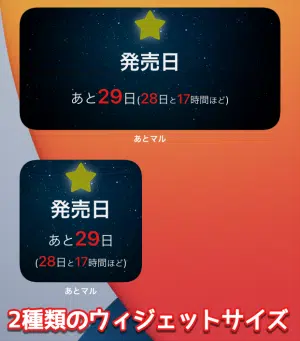 発売日
あと29日(28日と17時間ほど)
あとマル
発売日
あと29日
(28日と17時間ほど)
あとマル
2種類のウィジェットサイズ